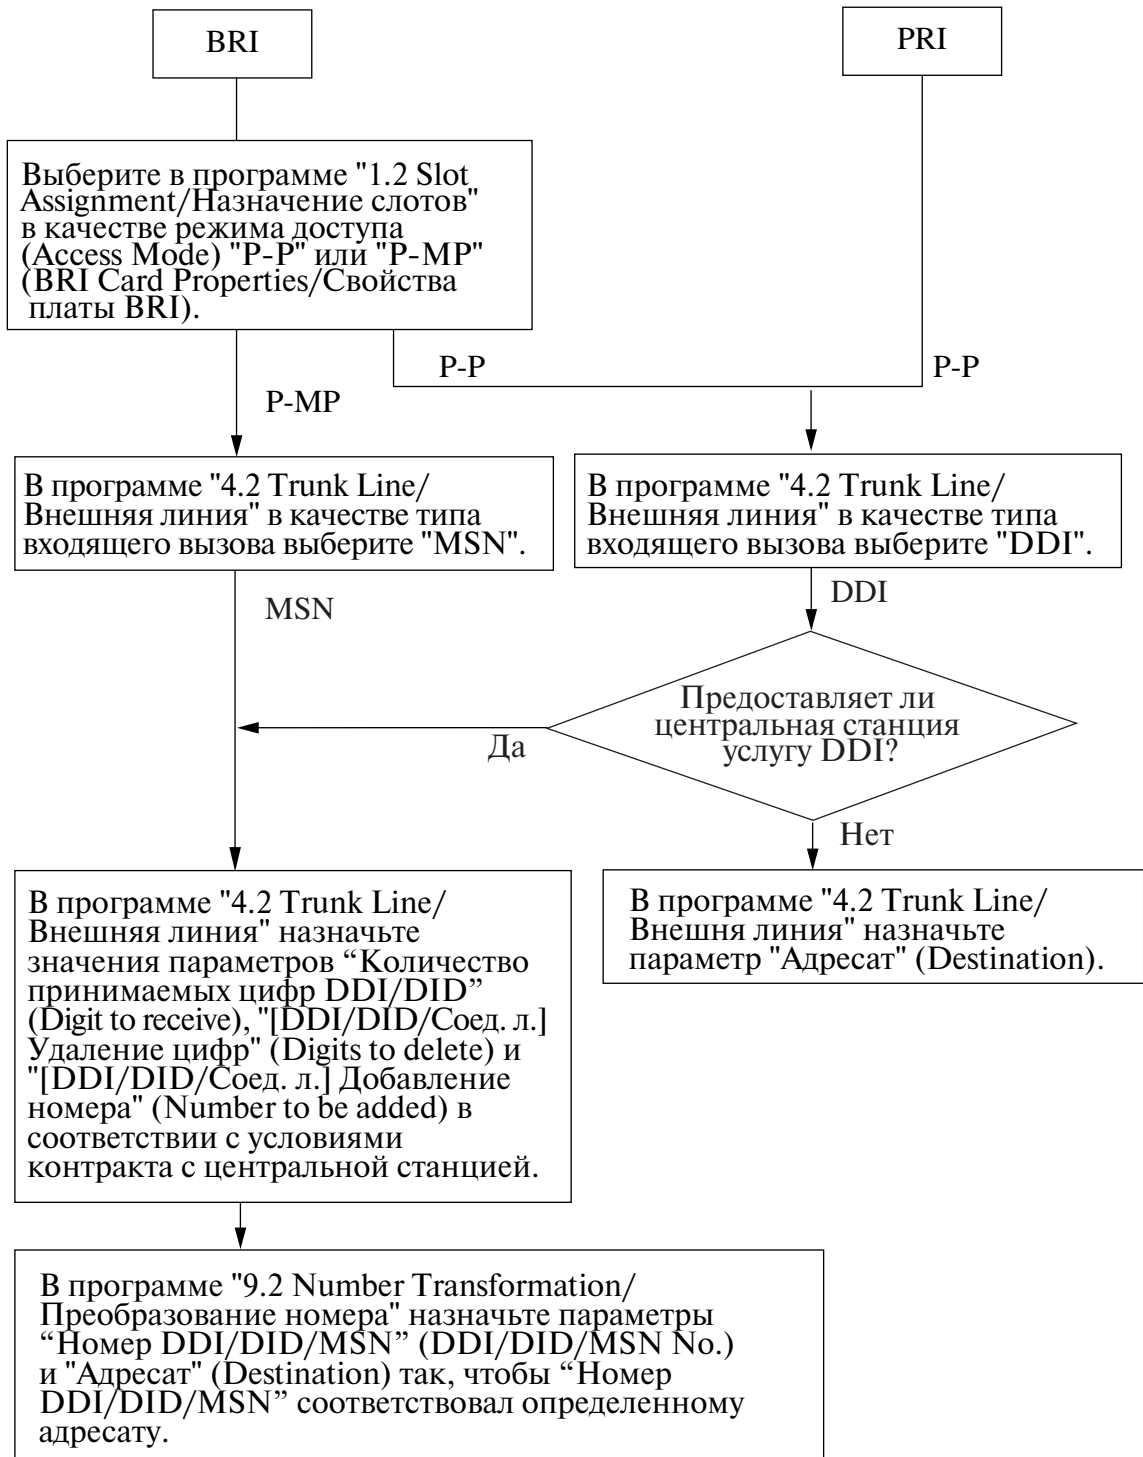 BRI
PRI
Выберите в программе "1.2 Slot
Assignment/Назначение слотов"
в качестве режима доступа
(Access Mode) "P-P" или "P-MP"
(BRI Card Properties/Свойства
платы BRI).
P-P
P-P
P-MP
В программе "4.2 Trunk Line/
Внешняя линия" в качестве типа
входящего вызова выберите "MSN".
В программе "4.2 Trunk Line/
Внешняя линия" в качестве типа
входящего вызова выберите "DDI".
MSN
DDI
Предоставляет ли
центральная станция
услугу DDI?
Да
Нет
В программе "4.2 Trunk Line/
Внешняя линия" назначьте
значения параметров “Количество
принимаемых цифр DDI/DID”
(Digit to receive), "[DDI/DID/Соед. л.]
Удаление цифр" (Digits to delete) и
"[DDI/DID/Соед. л.] Добавление
номера" (Number to be added) в
соответствии с условиями
контракта с центральной станцией.
В программе "4.2 Trunk Line/
Внешня линия" назначьте
параметр "Адресат" (Destination).
В программе "9.2 Number Transformation/
Преобразование номера" назначьте параметры
“Номер DDI/DID/MSN” (DDI/DID/MSN No.)
и "Адресат" (Destination) так, чтобы “Номер
DDI/DID/MSN” соответствовал определенному
адресату.